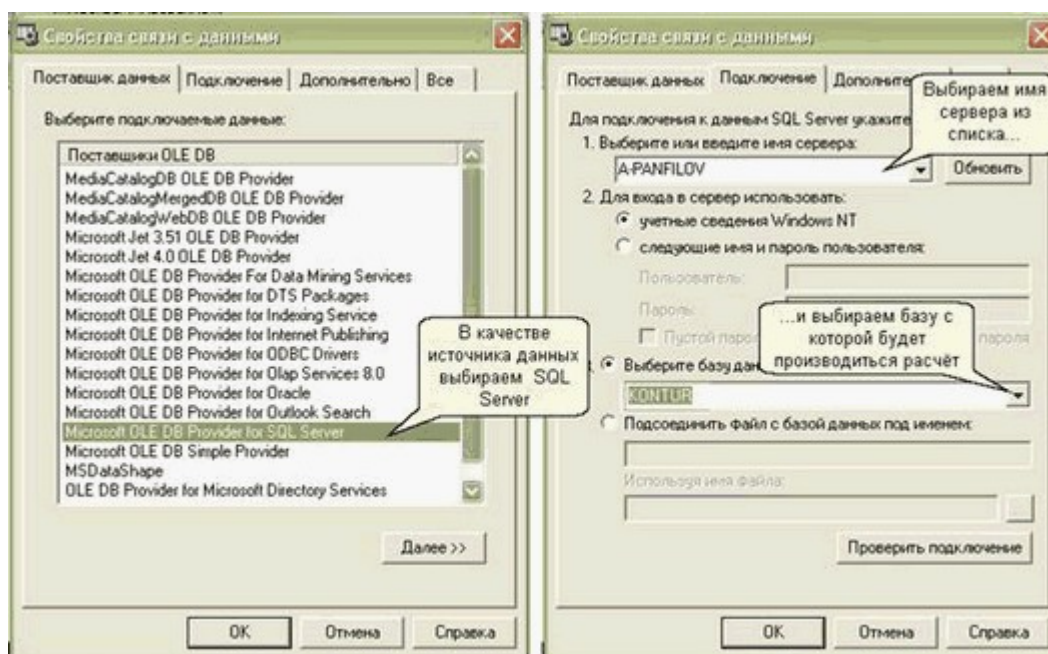 Свойства связи с данными
Поставщик данных Подключение Дополнительно Все
Выберите подключаемые данные:
Поставщики OLE DB
MediaCatalogDB OLE DB Provider
MediaCatalogMergedDB OLE DB Provider
MediaCatalogWebDB OLE DB Provider
Microsoft Jet 3.51 OLE DB Provider
Microsoft Jet 4.0 OLE DB Provider
Microsoft OLE DB Provider For Data Mining Services
Microsoft OLE DB Provider for DTS Packages
Microsoft OLE DB Provider for Indexing Service
Microsoft OLE DB Provider for Internet Publishing
Microsoft OLE DB Provider for ODBC Drivers
Microsoft OLE DB Provider for Olap Services 8.0
Microsoft OLE DB Provider for Oracle
Microsoft OLE DB Provider for Outlook Search
Microsoft OLE DB Provider for SQL Server
Microsoft OLE DB Simple Provider
MSDataShape
OLE DB Provider for Microsoft Directory Services
В качестве
источника данных
выбираем SQL
Server
Далее >>
OK Отмена Справка
Свойства связи с данными
Поставщик данных Подключение Дополните
Выбираем имя
сервера из
списка...
Для подключения к данным SQL Server укажите
1. Выберите или введите имя сервера:
A-PANFILOV Обновить
2. Для входа в сервер использовать:
учетные сведения Windows NT
следующие имя и пароль пользователя:
Пользователь:
Пароль:
Пустой паро пароля
...и выбираем базу с
которой будет
производиться расчёт
Выберите базу дан
KONTUR
Подсоединить файл с базой данных под именем:
Используя имя файла:
Проверить подключение
OK Отмена Справка